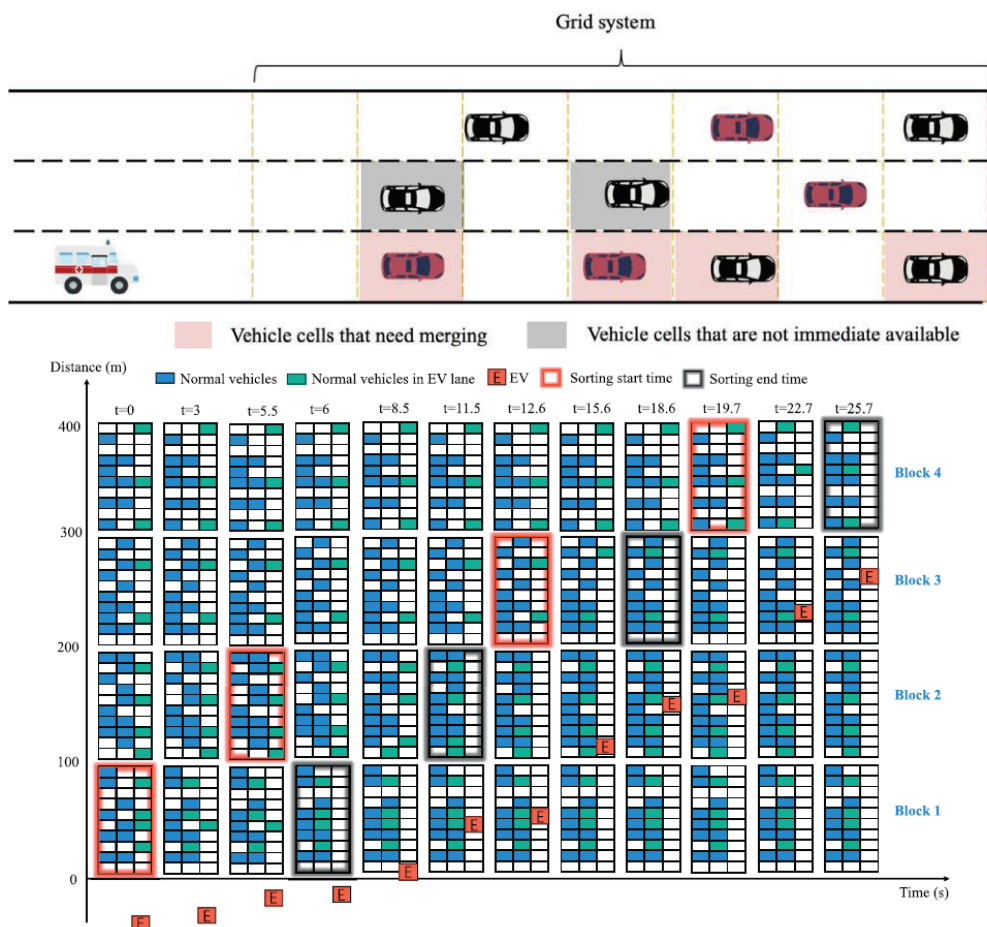 Grid system
Vehicle cells that need merging
Vehicle cells that are not immediate available
Distance (m)
Normal vehicles
Normal vehicles in EV lane
E EV
Sorting start time
Sorting end time
t=0 t=3 t=5.5 t=6 t=8.5 t=11.5 t=12.6 t=15.6 t=18.6 t=19.7 t=22.7 t=25.7
400
Block 4
300
Block 3
E
E
200
Block 2
E
E
E
100
Block 1
E
E
E
0
Time (s)
E
E
E
E